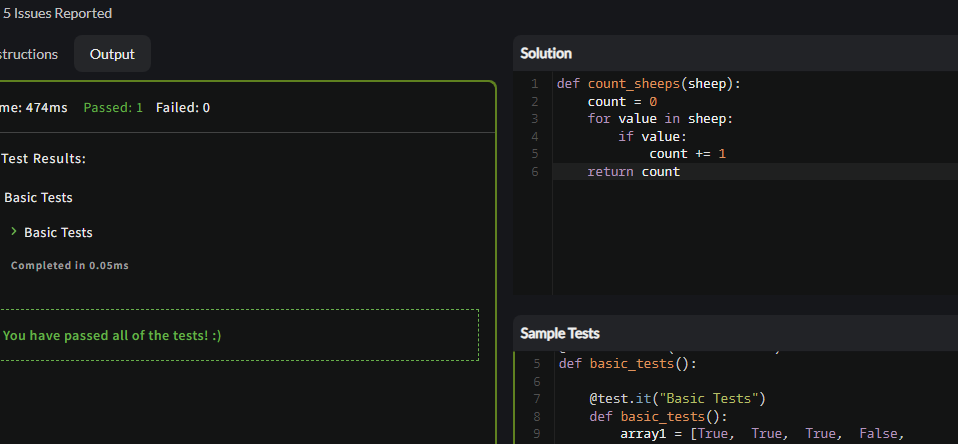 5 Issues Reported
structions
Output
me: 474ms Passed: 1 Failed: 0
Test Results:
Basic Tests
Basic Tests
Completed in 0.05ms
You have passed all of the tests! :)
Solution
1 def count_sheeps(sheep):
2     count = 0
3     for value in sheep:
4         if value:
5             count += 1
6     return count
Sample Tests
5 def basic_tests():
6
7     @test.it("Basic Tests")
8     def basic_tests():
9         array1 = [True,  True,  True,  False,